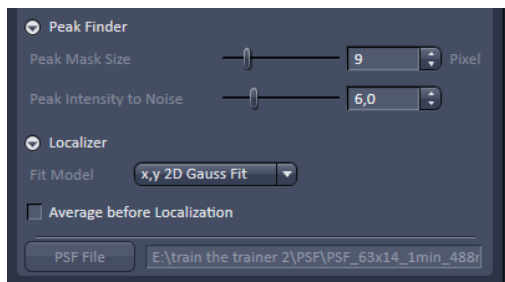 Peak Finder
Peak Mask Size 9 Pixel
Peak Intensity to Noise 6,0
Localizer
Fit Model x,y 2D Gauss Fit
Average before Localization
PSF File E:\train the trainer 2\PSF\PSF_63x14_1min_488r